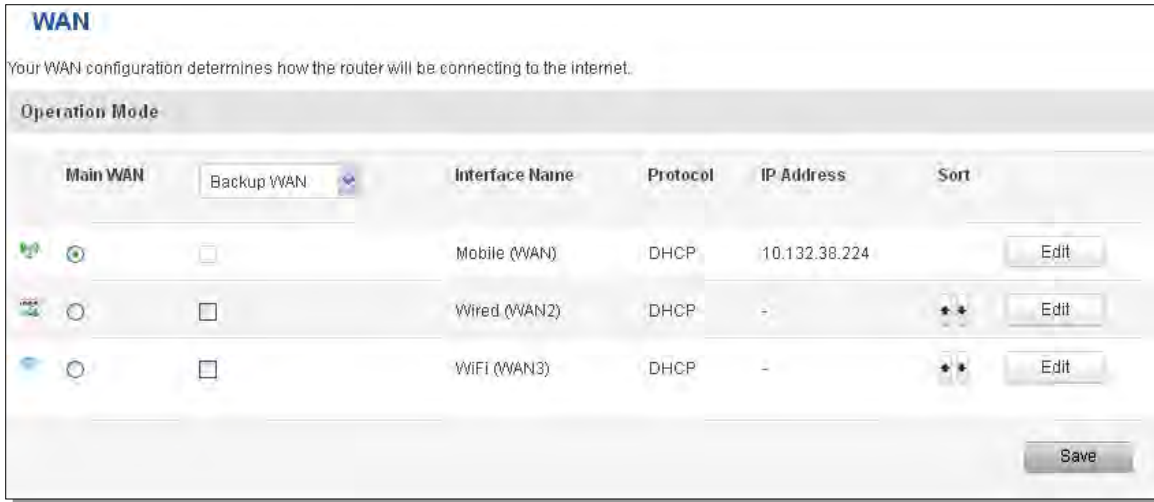 WAN
Your WAN configuration determines how the router will be connecting to the internet.
Operation Mode
Main WAN Backup WAN Interface Name Protocol IP Address Sort
Mobile (WAN) DHCP 10.132.38.224 Edit
Wired (WAN2) DHCP - Edit
WiFi (WAN3) DHCP - Edit
Save